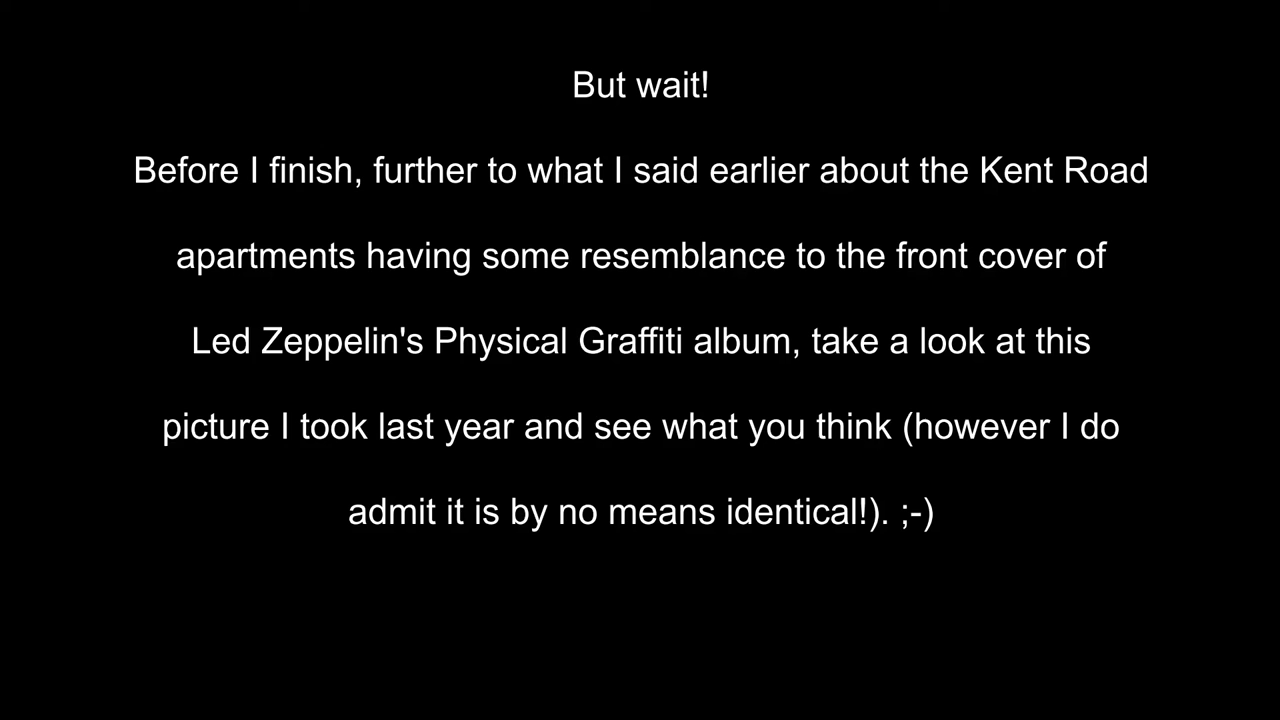 But wait!
Before I finish, further to what I said earlier about the Kent Road
apartments having some resemblance to the front cover of
Led Zeppelin's Physical Graffiti album, take a look at this
picture I took last year and see what you think (however I do
admit it is by no means identical!). ;-)